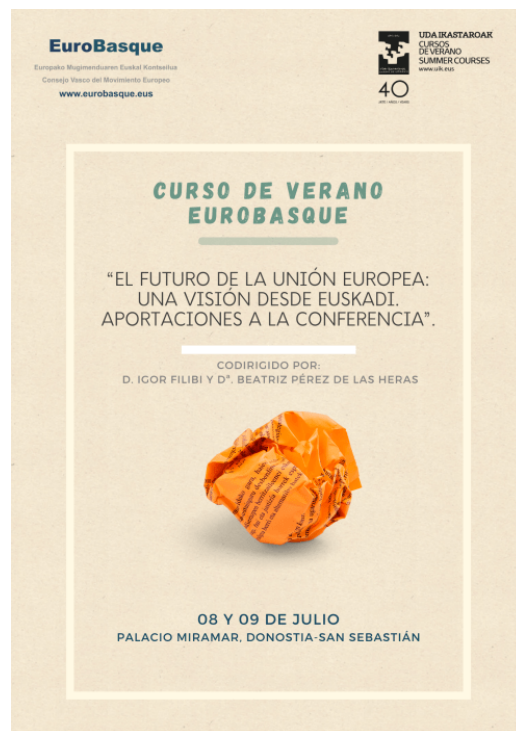 EuroBasque
Europako Mugimenduaren Euskal Kontseilua
Consejo Vasco del Movimiento Europeo
www.eurobasque.eus
UDA IKASTAROAK
CURSOS
DE VERANO
SUMMER COURSES
www.uik.eus
40
CURSO DE VERANO
EUROBASQUE
“EL FUTURO DE LA UNIÓN EUROPEA:
UNA VISIÓN DESDE EUSKADI.
APORTACIONES A LA CONFERENCIA”.
CODIRIGIDO POR:
D. IGOR FILIBI Y Dª. BEATRIZ PÉREZ DE LAS HERAS
08 Y 09 DE JULIO
PALACIO MIRAMAR, DONOSTIA-SAN SEBASTIÁN